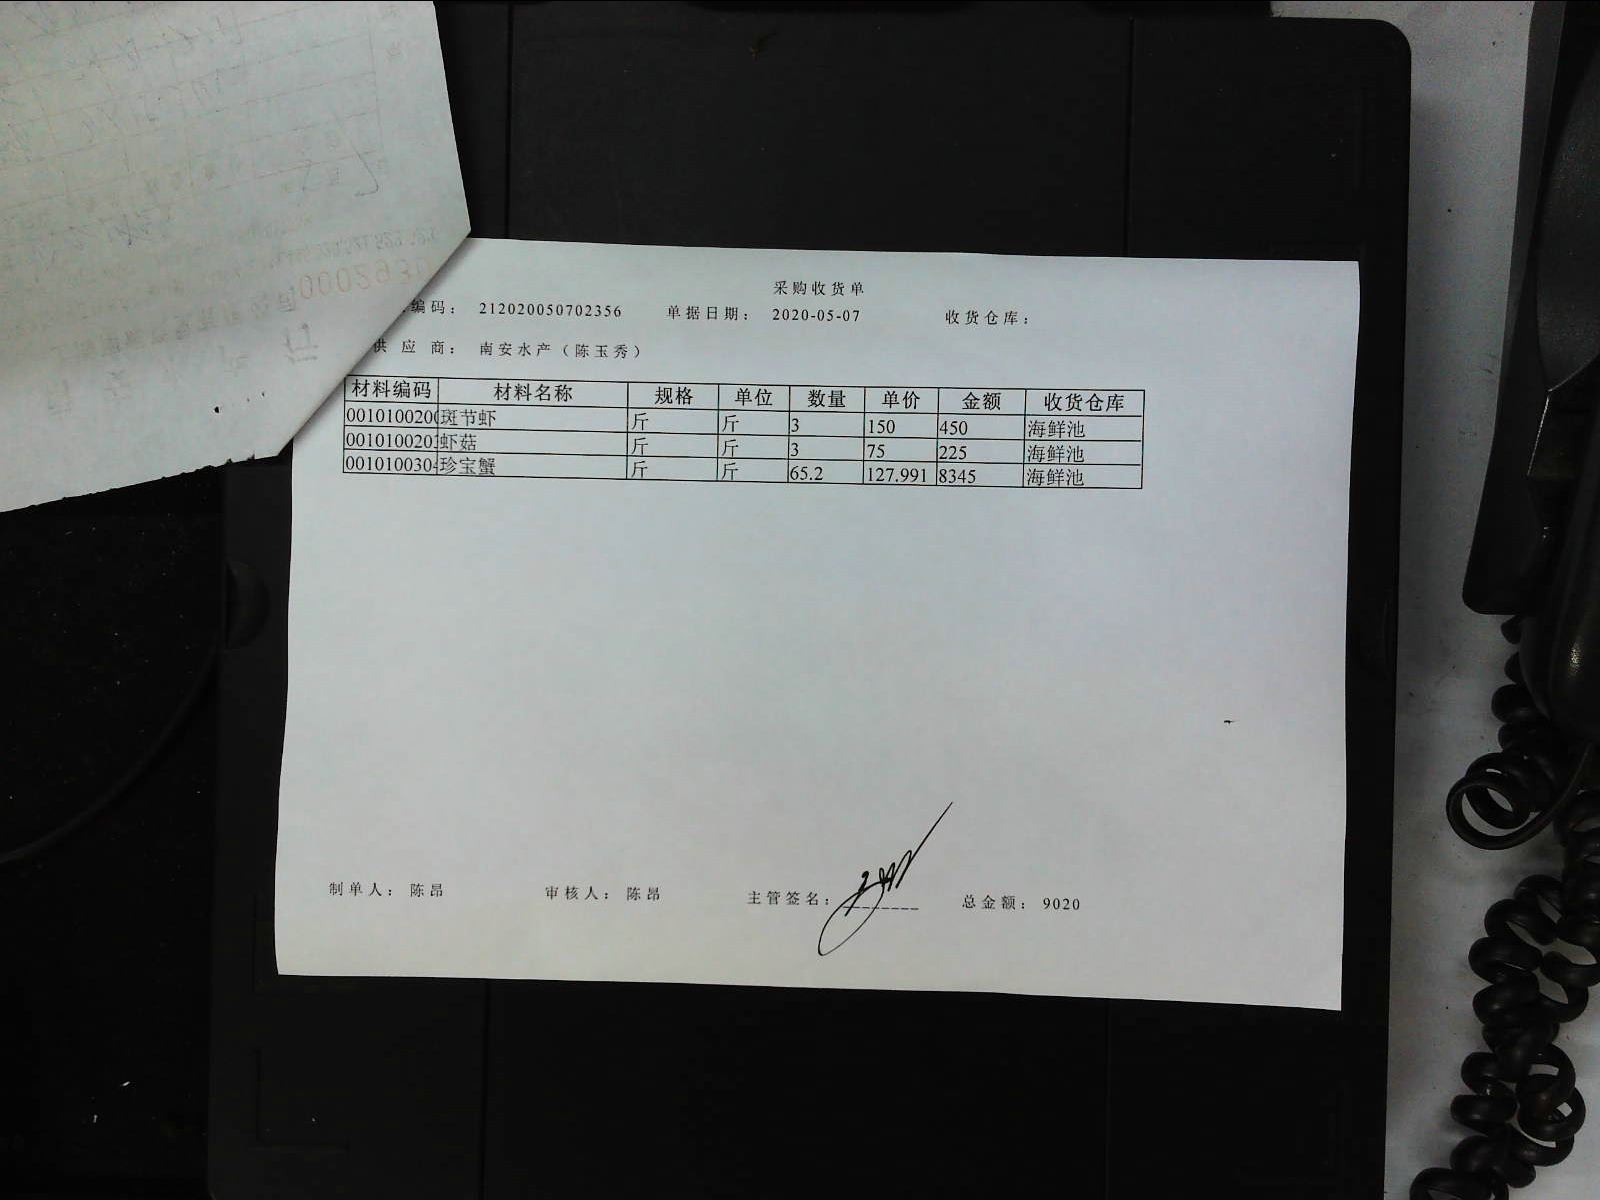 采购收货单
编码： 212020050702356 单据日期： 2020-05-07 收货仓库：
供应商： 南安水产（陈玉秀）
材料编码 材料名称 规格 单位 数量 单价 金额 收货仓库
0010100200 斑节虾 斤 斤 3 150 450 海鲜池
001010020 虾菇 斤 斤 3 75 225 海鲜池
001010030 珍宝蟹 斤 斤 65.2 127.991 8345 海鲜池
制单人： 陈昂 审核人： 陈昂 主管签名： 总金额： 9020
0002930